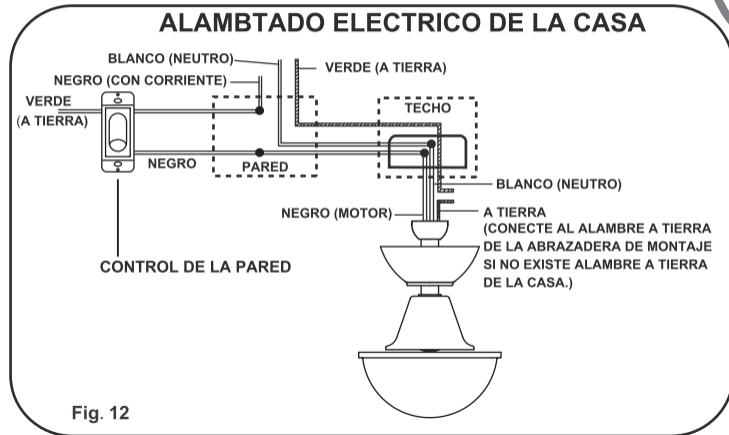 ALAMBTADO ELECTRICO DE LA CASA
BLANCO (NEUTRO)
VERDE (A TIERRA)
NEGRO (CON CORRIENTE)
VERDE
(A TIERRA)
TECHO
NEGRO
PARED
BLANCO (NEUTRO)
NEGRO (MOTOR)
A TIERRA
(CONECTE AL ALAMBRE A TIERRA
DE LA ABRAZADERA DE MONTAJE
SI NO EXISTE ALAMBRE A TIERRA
DE LA CASA.)
CONTROL DE LA PARED
Fig. 12